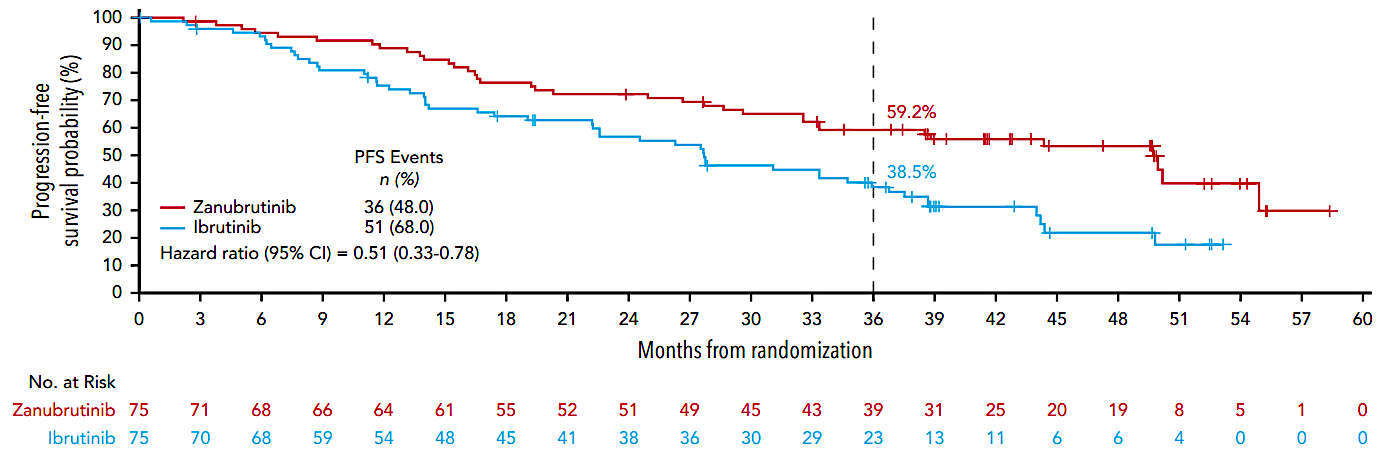 Progression-free
survival probability (%)
100
90
80
70
60
50
40
30
20
10
0
59.2%
38.5%
PFS Events
n (%)
Zanubrutinib 36 (48.0)
Ibrutinib 51 (68.0)
Hazard ratio (95% CI) = 0.51 (0.33-0.78)
0 3 6 9 12 15 18 21 24 27 30 33 36 39 42 45 48 51 54 57 60
Months from randomization
No. at Risk
Zanubrutinib 75 71 68 66 64 61 55 52 51 49 45 43 39 31 25 20 19 8 5 1 0
Ibrutinib 75 70 68 59 54 48 45 41 38 36 30 29 23 13 11 6 6 4 0 0 0